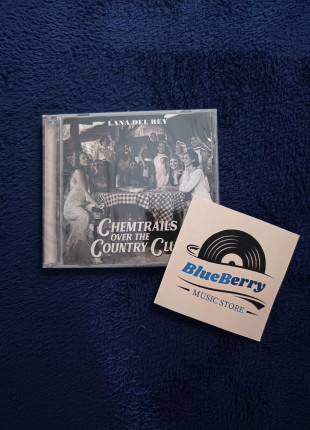 LANA DEL REY
CHEMTRAILS
OVER THE
COUNTRY CLU
BlueBerry
MUSIC STORE